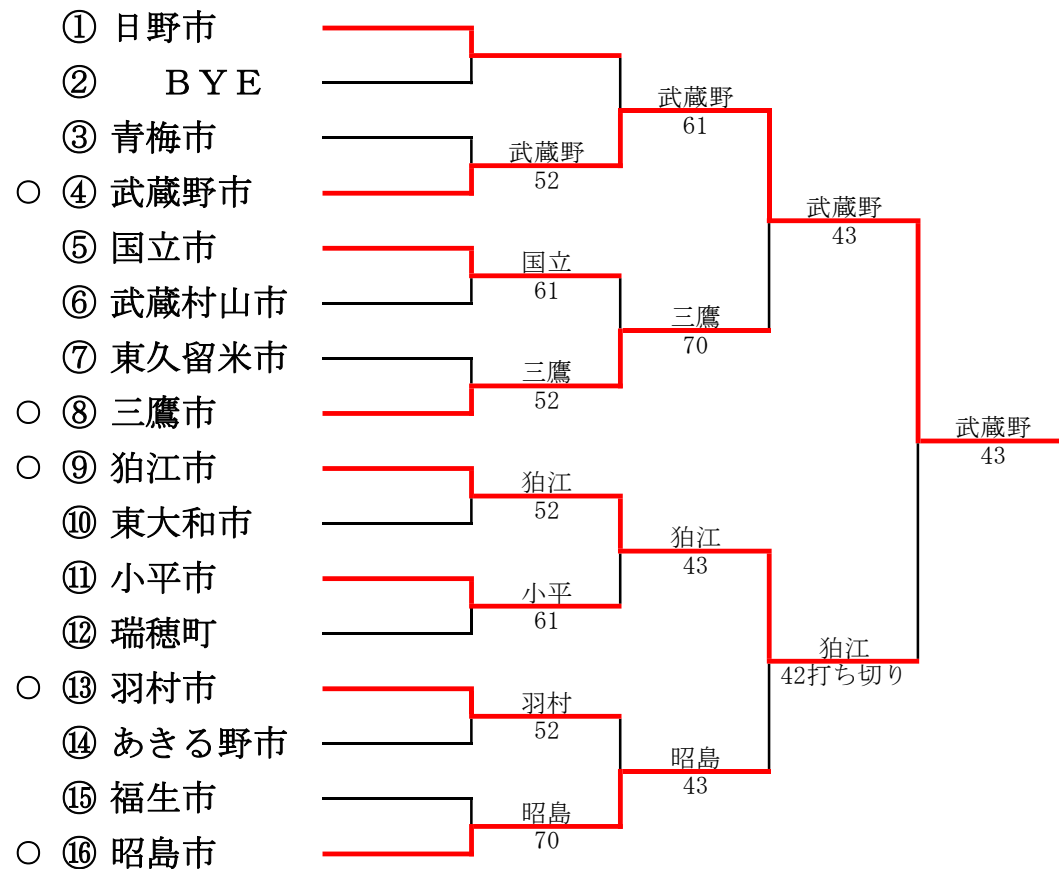 ① 日野市
② ＢＹＥ
③ 青梅市
○ ④ 武蔵野市
⑤ 国立市
⑥ 武蔵村山市
⑦ 東久留米市
○ ⑧ 三鷹市
○ ⑨ 狛江市
⑩ 東大和市
⑪ 小平市
⑫ 瑞穂町
○ ⑬ 羽村市
⑭ あきる野市
⑮ 福生市
○ ⑯ 昭島市
武蔵野
52
国立
61
三鷹
52
狛江
52
小平
61
羽村
52
昭島
70
武蔵野
61
三鷹
70
狛江
43
昭島
43
武蔵野
43
狛江
42打ち切り
武蔵野
43